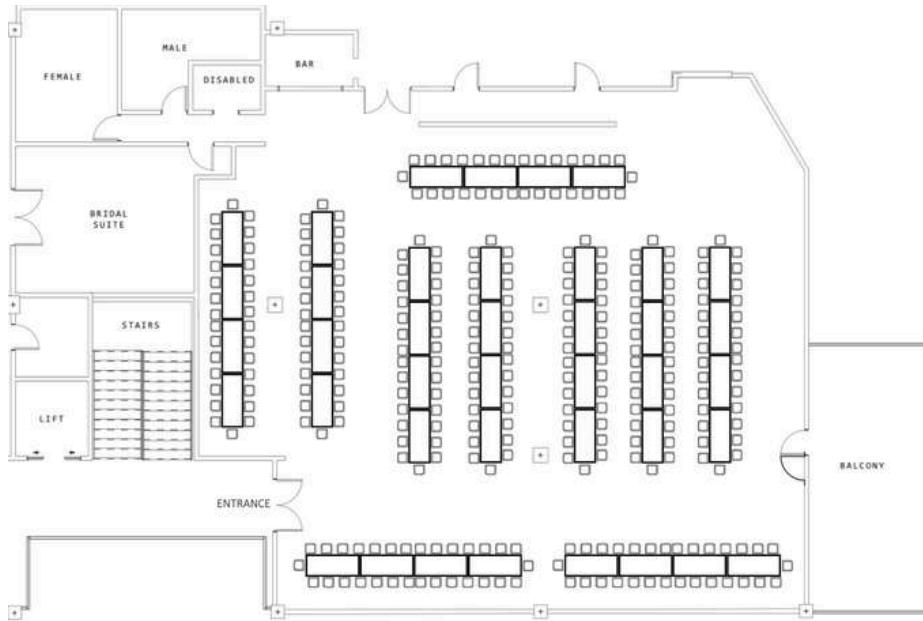 MALE
FEMALE
DISABLED
BAR
BRIDAL
SUITE
STAIRS
LIFT
ENTRANCE
BALCONY